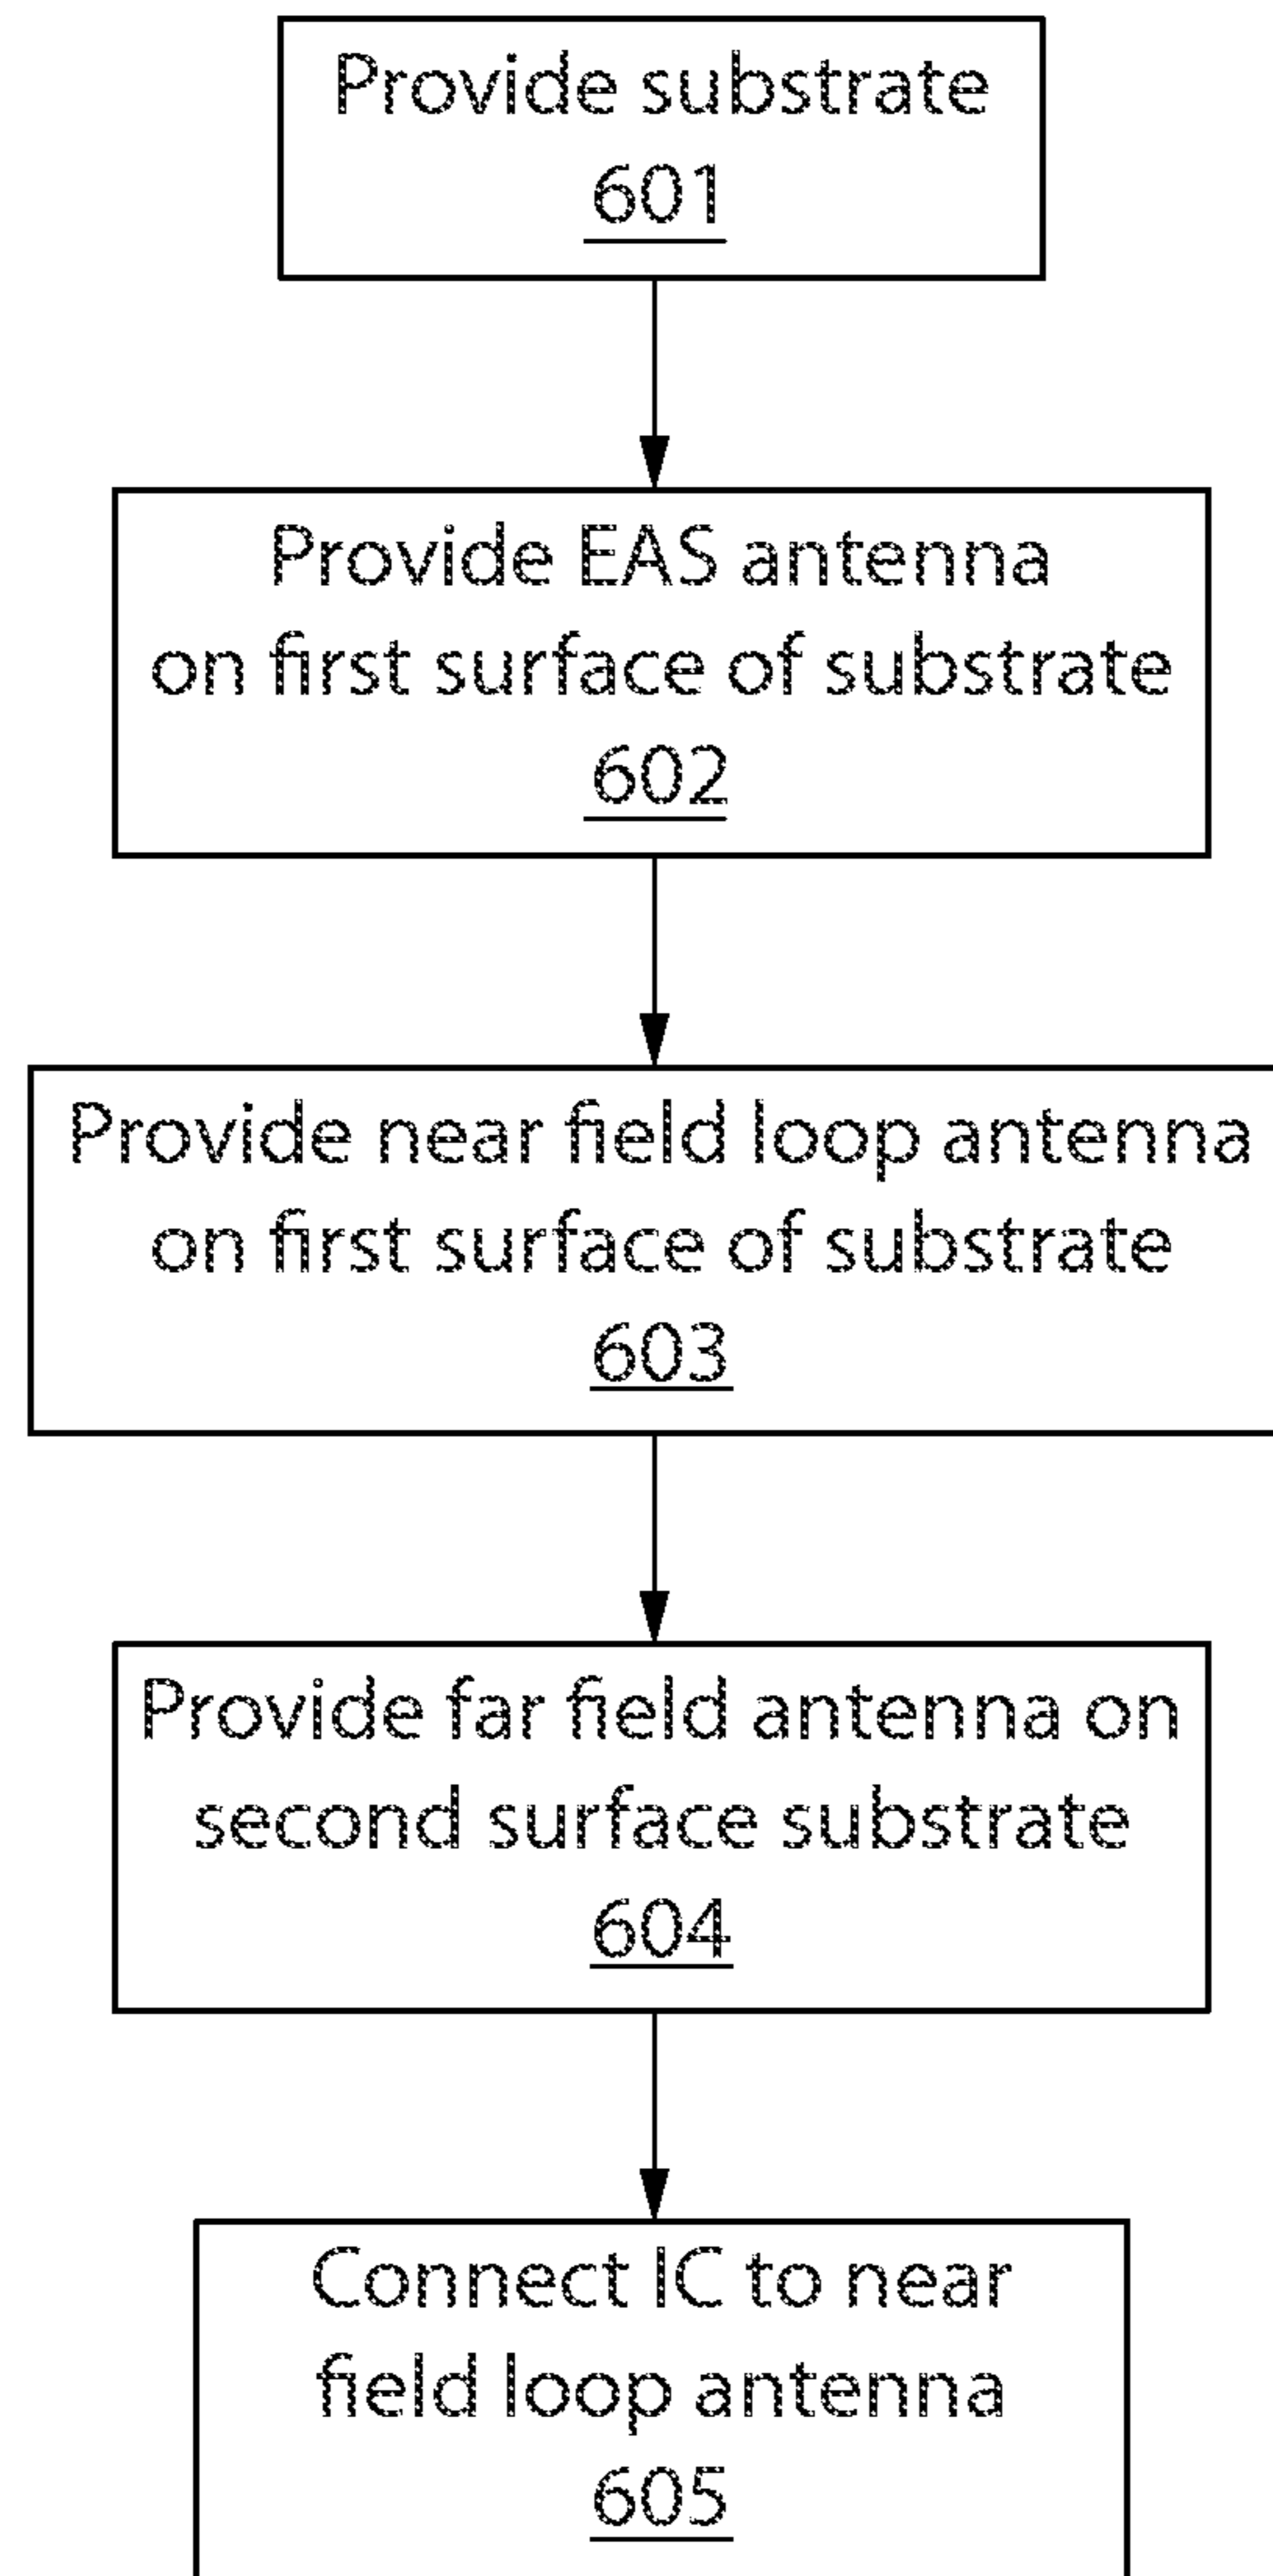 Provide substrate
601
Provide EAS antenna
on first surface of substrate
602
Provide near field loop antenna
on first surface of substrate
603
Provide far field antenna on
second surface substrate
604
Connect IC to near
field loop antenna
605